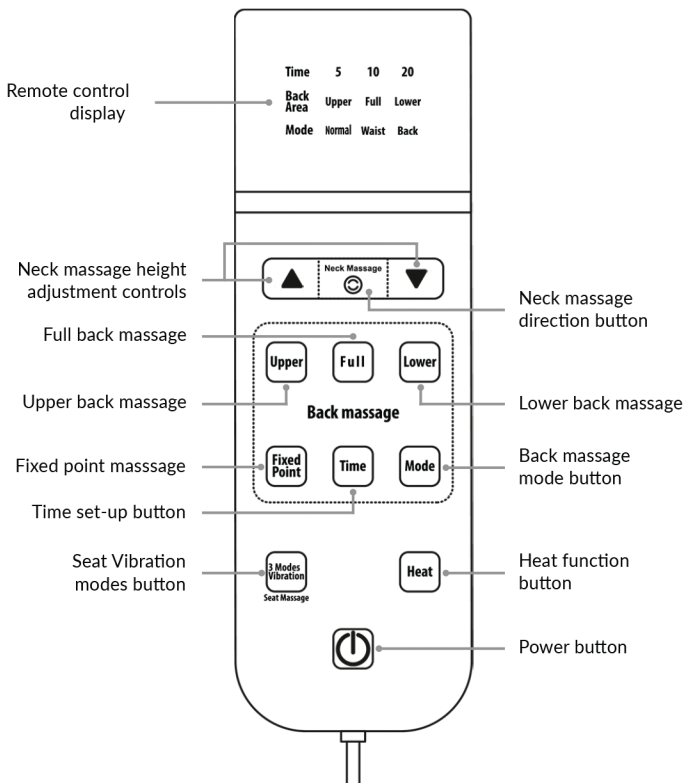 Time 5 10 20
Remote control
display
Back
Area
Upper Full Lower
Mode Normal Waist Back
Neck massage height
adjustment controls
Neck Massage
Neck massage
direction button
Full back massage
Upper Full Lower
Upper back massage
Lower back massage
Back massage
Fixed point masssage
Fixed
Point
Time
Mode
Back massage
mode button
Time set-up button
Seat Vibration
modes button
3 Modes
Vibration
Seat Massage
Heat
Heat function
button
Power button